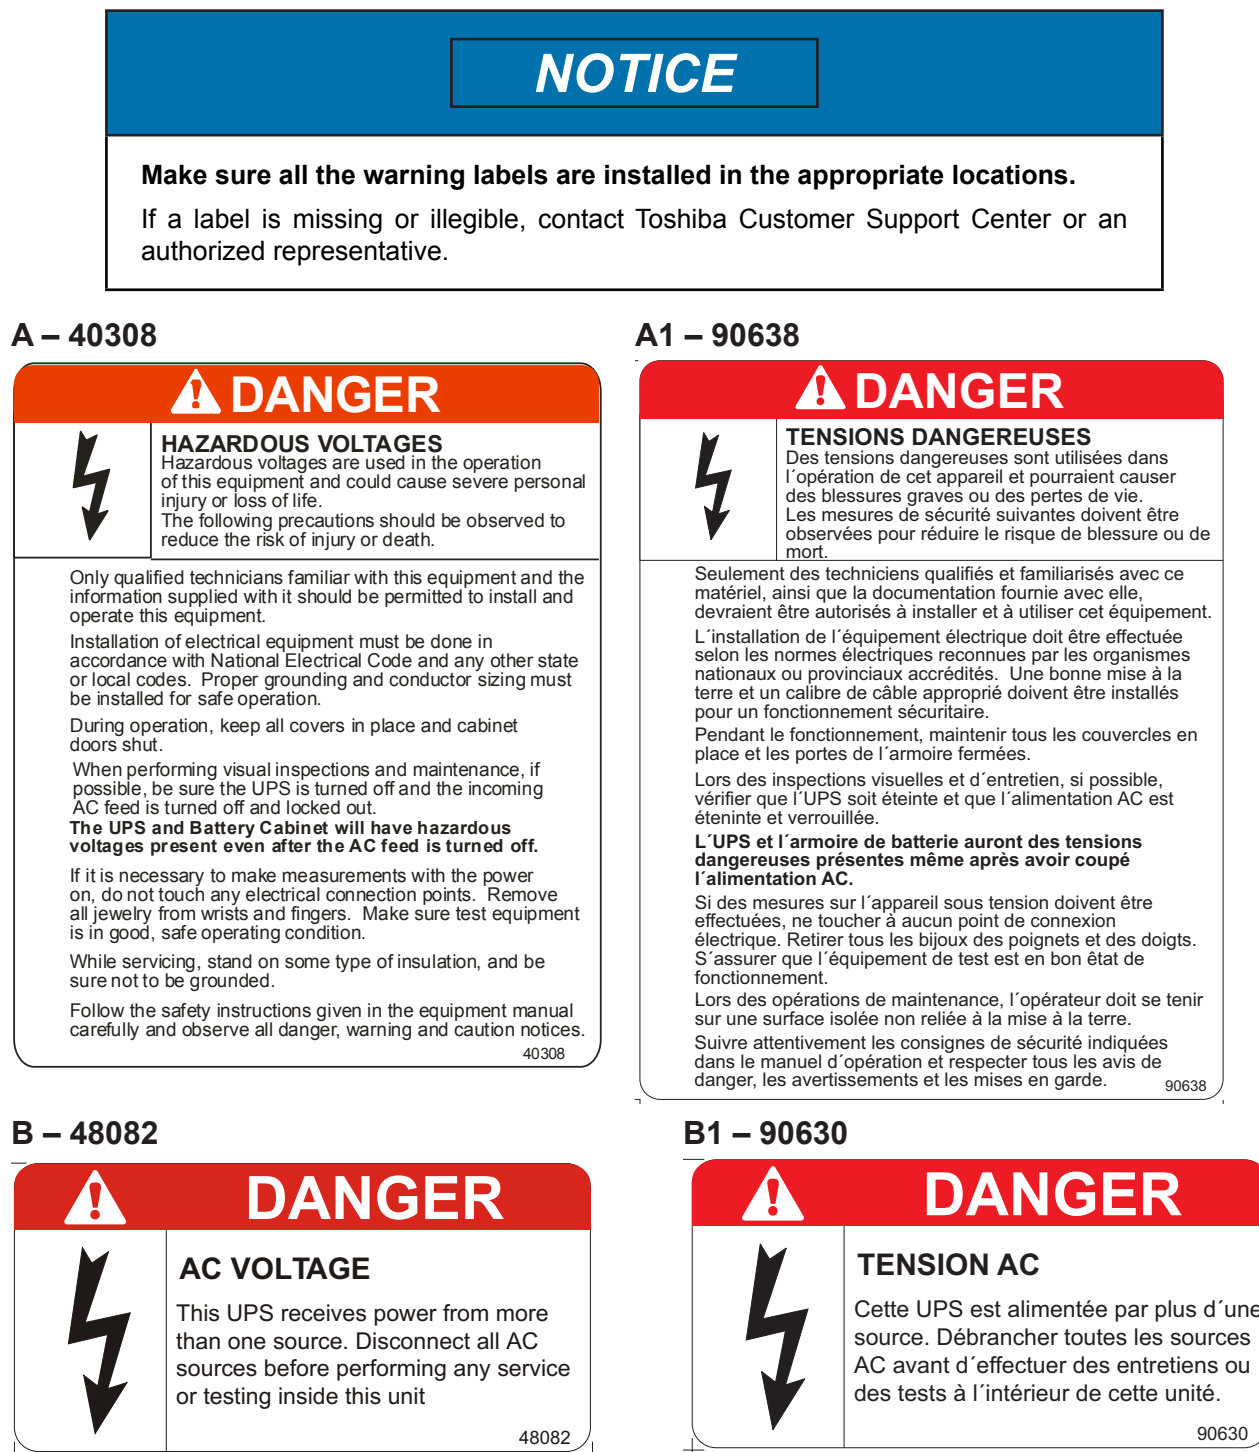 NOTICE
Make sure all the warning labels are installed in the appropriate locations.
If a label is missing or illegible, contact Toshiba Customer Support Center or an
authorized representative.
A – 40308
DANGER
HAZARDOUS VOLTAGES
Hazardous voltages are used in the operation
of this equipment and could cause severe personal
injury or loss of life.
The following precautions should be observed to
reduce the risk of injury or death.
Only qualified technicians familiar with this equipment and the
information supplied with it should be permitted to install and
operate this equipment.
Installation of electrical equipment must be done in
accordance with National Electrical Code and any other state
or local codes. Proper grounding and conductor sizing must
be installed for safe operation.
During operation, keep all covers in place and cabinet
doors shut.
When performing visual inspections and maintenance, if
possible, be sure the UPS is turned off and the incoming
AC feed is turned off and locked out.
The UPS and Battery Cabinet will have hazardous
voltages present even after the AC feed is turned off.
If it is necessary to make measurements with the power
on, do not touch any electrical connection points. Remove
all jewelry from wrists and fingers. Make sure test equipment
is in good, safe operating condition.
While servicing, stand on some type of insulation, and be
sure not to be grounded.
Follow the safety instructions given in the equipment manual
carefully and observe all danger, warning and caution notices.
40308
A1 – 90638
DANGER
TENSIONS DANGEREUSES
Des tensions dangereuses sont utilisées dans
l´opération de cet appareil et pourraient causer
des blessures graves ou des pertes de vie.
Les mesures de sécurité suivantes doivent être
observées pour réduire le risque de blessure ou de
mort.
Seulement des techniciens qualifiés et familiarisés avec ce
matériel, ainsi que la documentation fournie avec elle,
devraient être autorisés à installer et à utiliser cet équipement.
L´installation de l´équipement électrique doit être effectuée
selon les normes électriques reconnues par les organismes
nationaux ou provinciaux accrédités. Une bonne mise à la
terre et un calibre de câble approprié doivent être installés
pour un fonctionnement sécuritaire.
Pendant le fonctionnement, maintenir tous les couvercles en
place et les portes de l´armoire fermées.
Lors des inspections visuelles et d´entretien, si possible,
vérifier que l´UPS soit éteinte et que l´alimentation AC est
éteninte et verrouillée.
L´UPS et l´armoire de batterie auront des tensions
dangereuses présentes même après avoir coupé
l´alimentation AC.
Si des mesures sur l´appareil sous tension doivent être
effectuées, ne toucher à aucun point de connexion
électrique. Retirer tous les bijoux des poignets et des doigts.
S´assurer que l´équipement de test est en bon êtat de
fonctionnement.
Lors des opérations de maintenance, l´opérateur doit se tenir
sur une surface isolée non reliée à la mise à la terre.
Suivre attentivement les consignes de sécurité indiquées
dans le manuel d´opération et respecter tous les avis de
danger, les avertissements et les mises en garde.
90638
B – 48082
DANGER
AC VOLTAGE
This UPS receives power from more
than one source. Disconnect all AC
sources before performing any service
or testing inside this unit
48082
B1 – 90630
DANGER
TENSION AC
Cette UPS est alimentée par plus d´une
source. Débrancher toutes les sources
AC avant d´effectuer des entretiens ou
des tests à l´intérieur de cette unité.
90630